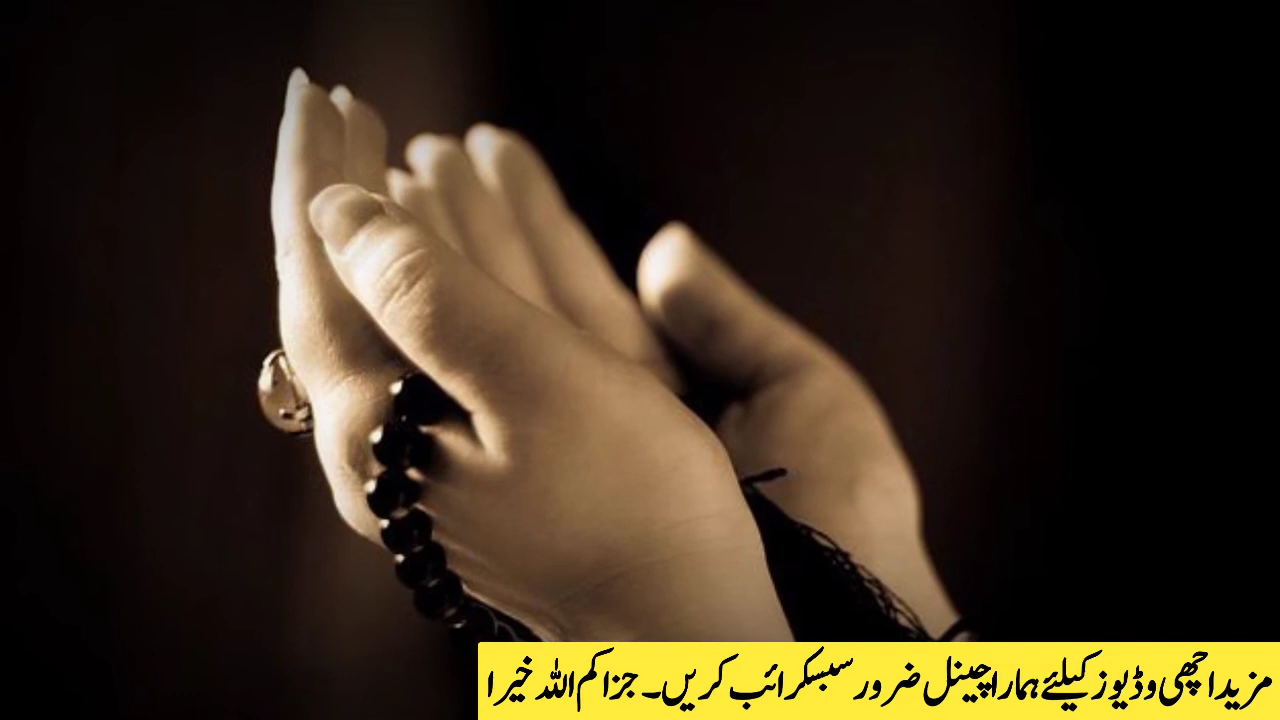 مزید اچھی وڈیوز کیلئے ہمارا چینل ضرور سبسکرائب کریں۔ جزاکم اللہ خیرا